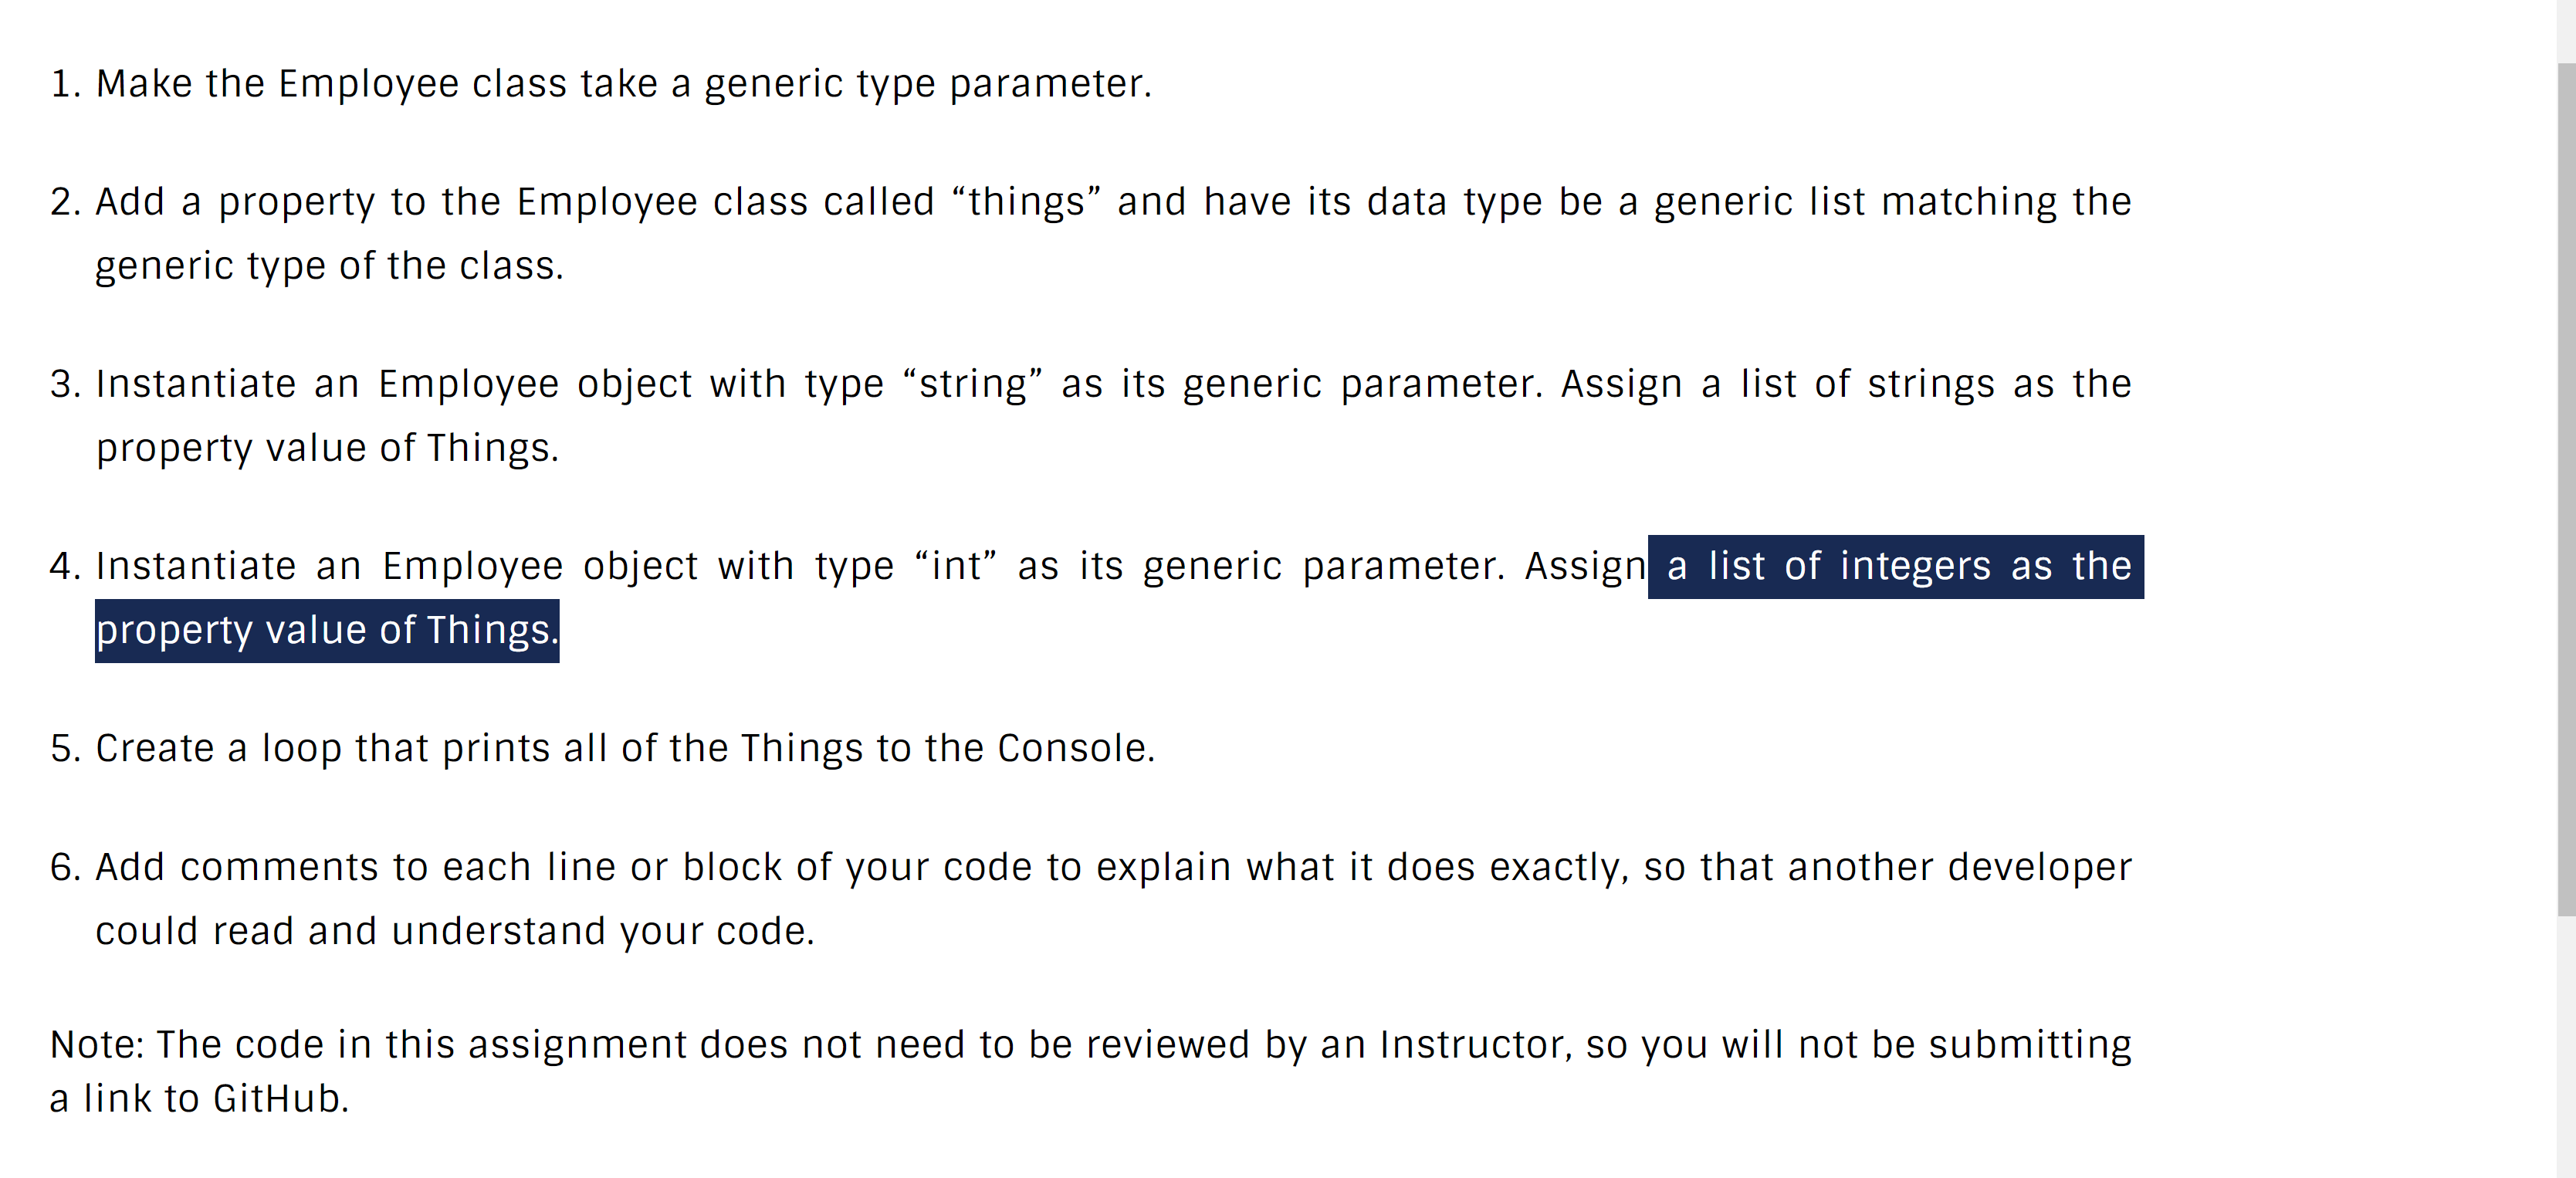 1. Make the Employee class take a generic type parameter.
2. Add a property to the Employee class called “things” and have its data type be a generic list matching the
generic type of the class.
3. Instantiate an Employee object with type “string” as its generic parameter. Assign a list of strings as the
property value of Things.
4. Instantiate an Employee object with type “int” as its generic parameter. Assign a list of integers as the
property value of Things.
5. Create a loop that prints all of the Things to the Console.
6. Add comments to each line or block of your code to explain what it does exactly, so that another developer
could read and understand your code.
Note: The code in this assignment does not need to be reviewed by an Instructor, so you will not be submitting
a link to GitHub.